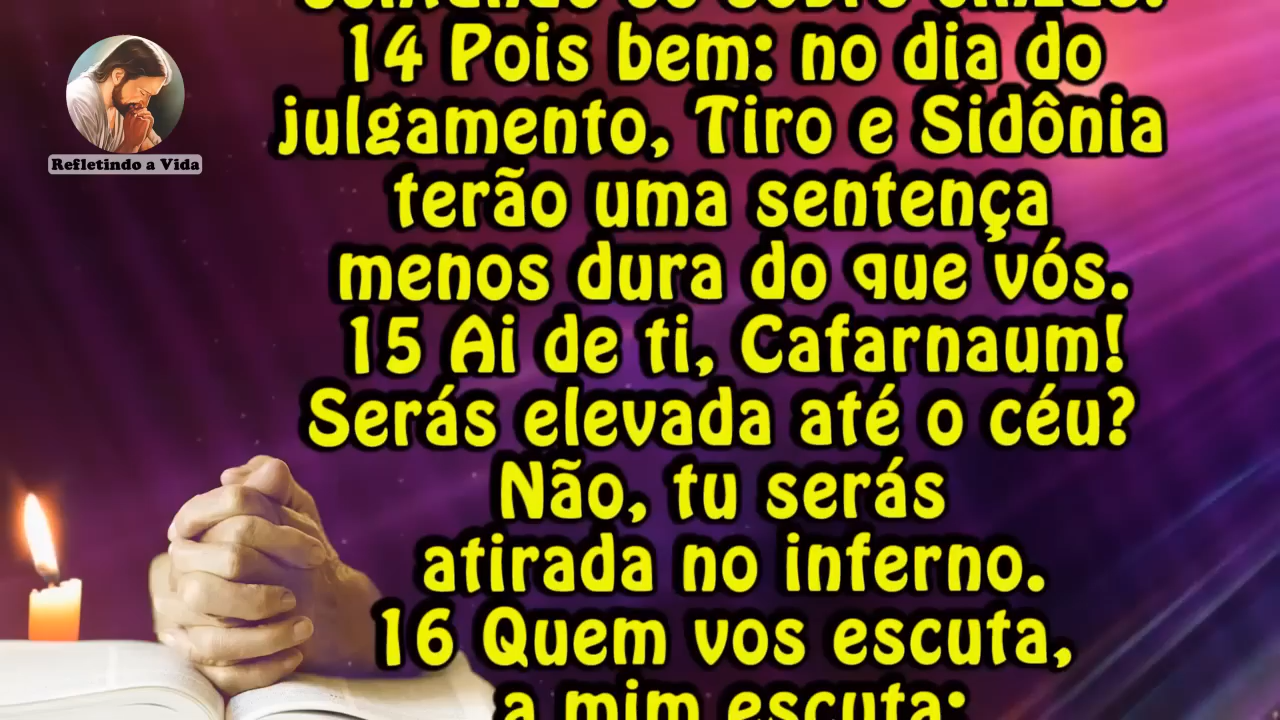 14 Pois bem: no dia do
julgamento, Tiro e Sidônia
terão uma sentença
menos dura do que vós.
15 Ai de ti, Cafarnaum!
Serás elevada até o céu?
Não, tu serás
atirada no inferno.
16 Quem vos escuta,
a mim escuta;
Refletindo a Vida